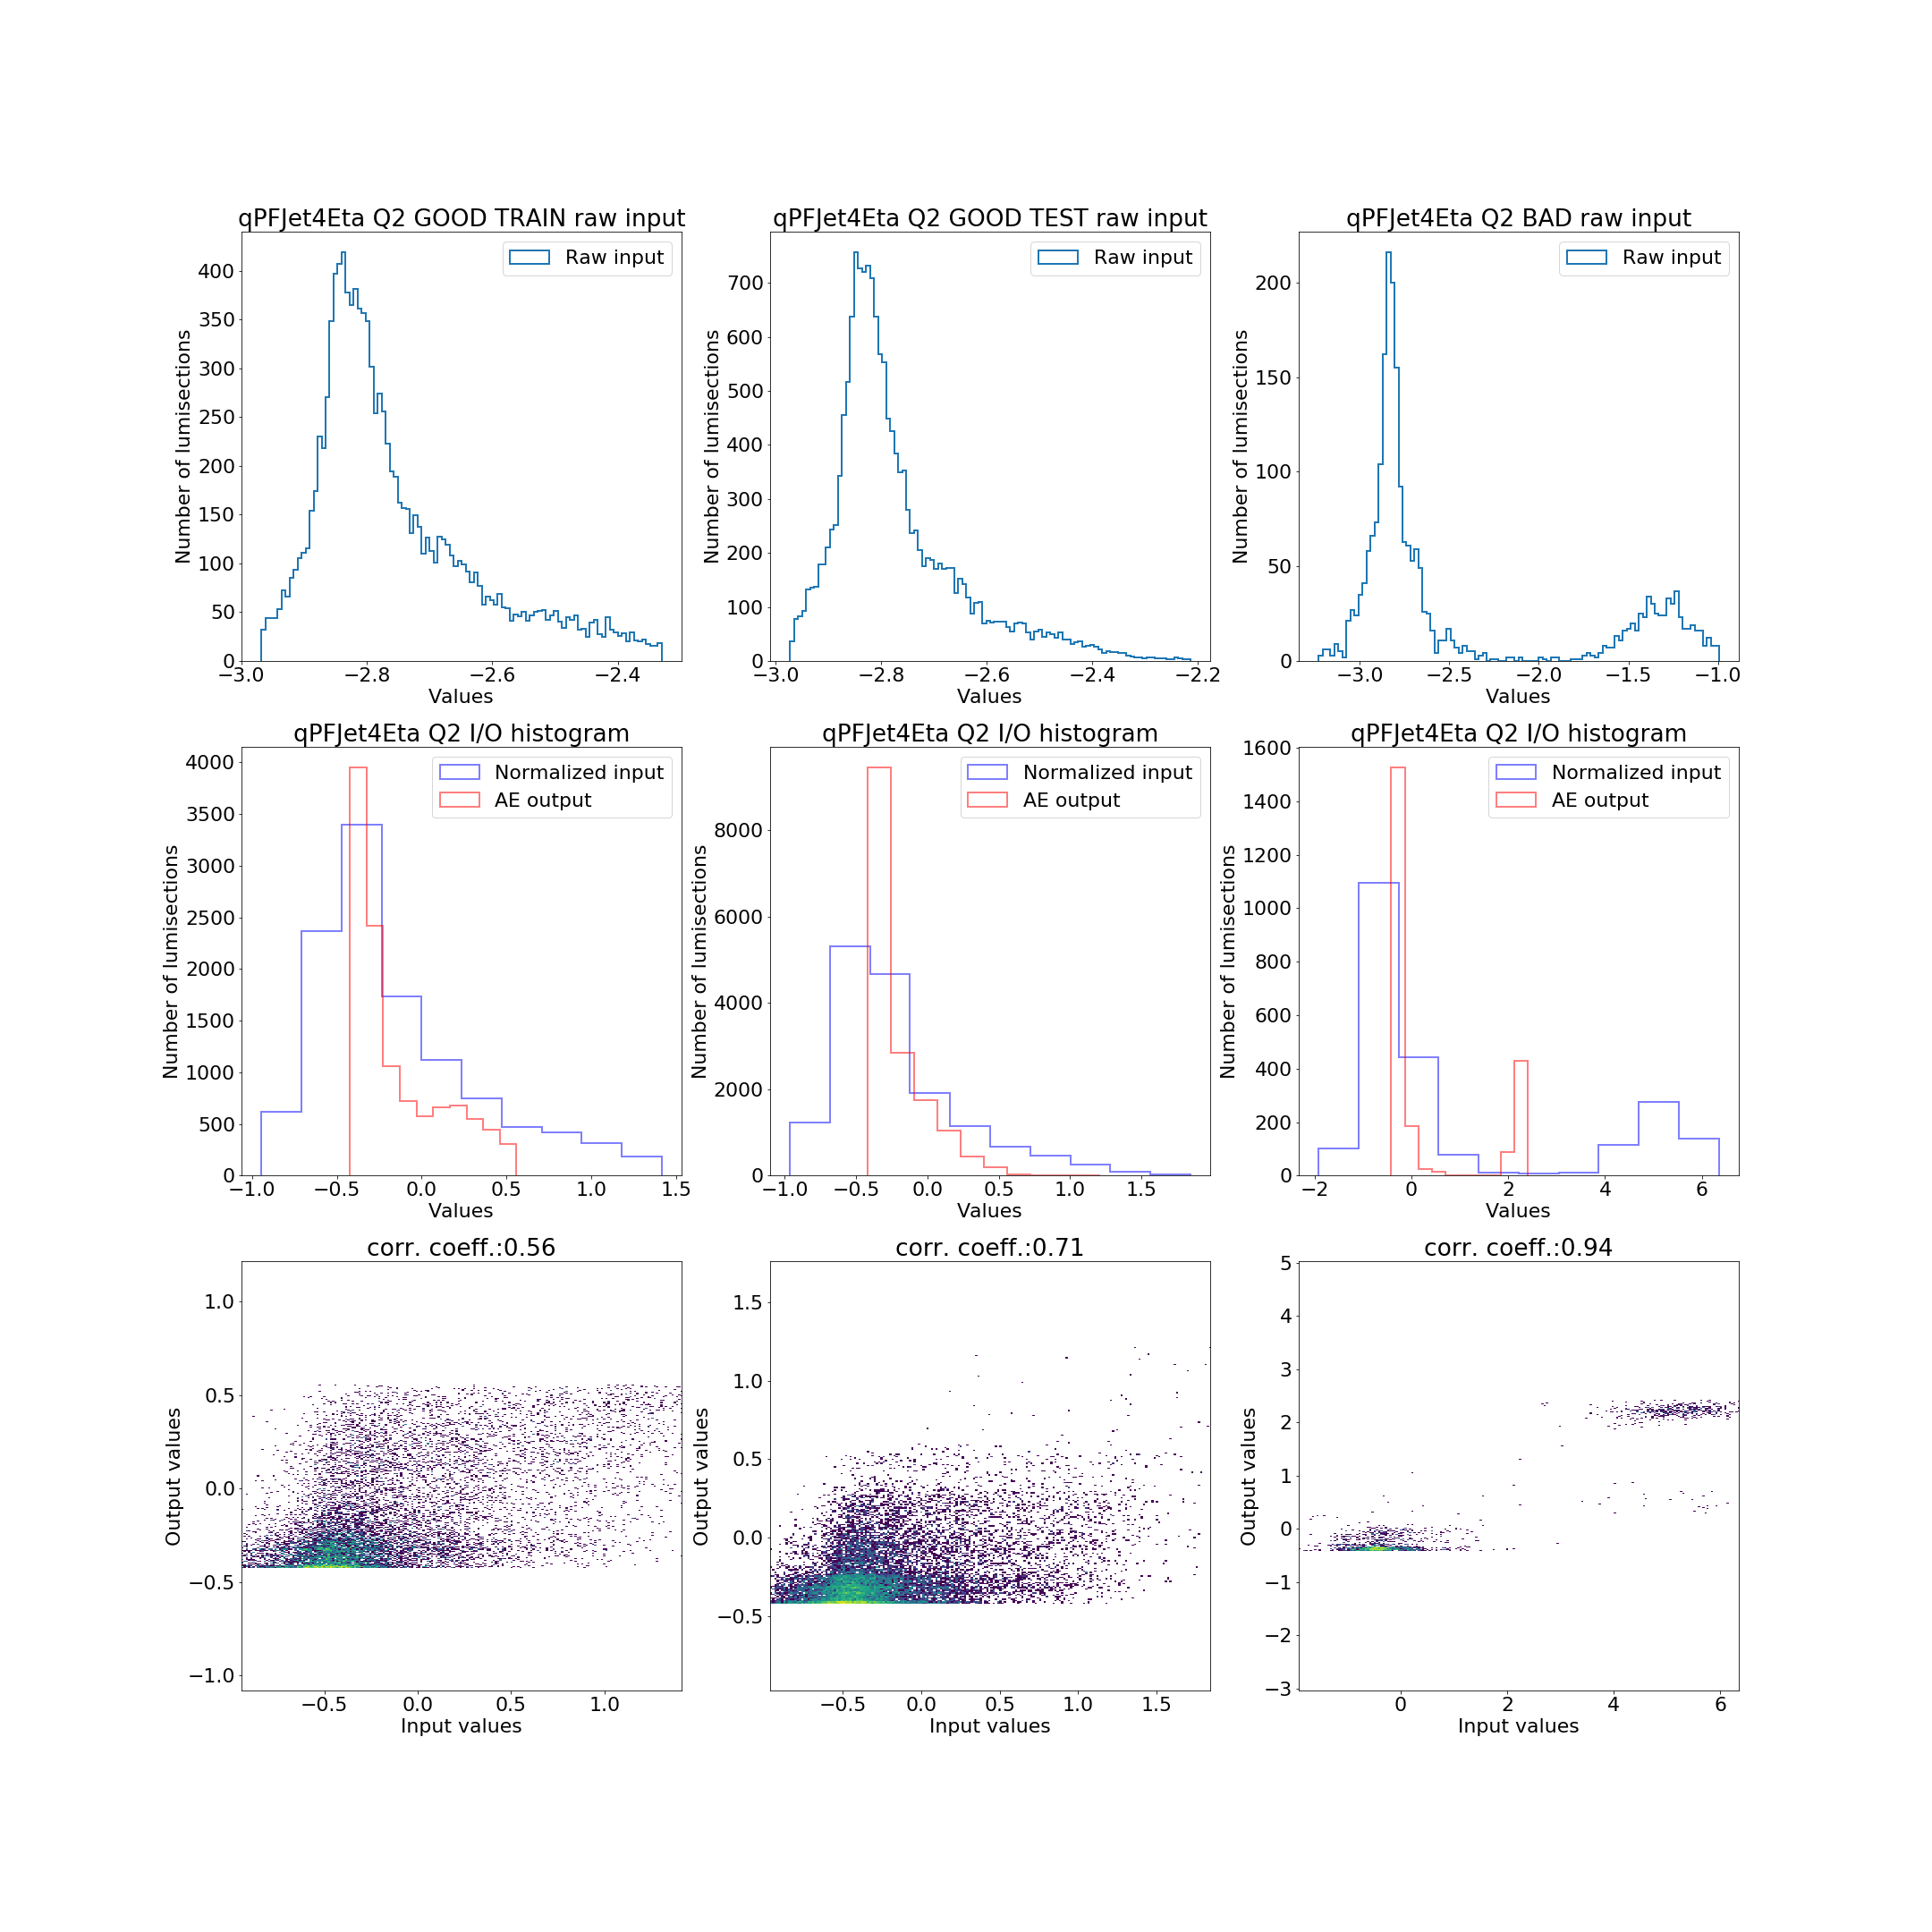 qPFJet4Eta Q2 GOOD TRAIN raw input
Raw input
Number of lumisections
400
350
300
250
200
150
100
50
0
−3.0 −2.8 −2.6 −2.4
Values
qPFJet4Eta Q2 GOOD TEST raw input
Raw input
Number of lumisections
700
600
500
400
300
200
100
0
−3.0 −2.8 −2.6 −2.4 −2.2
Values
qPFJet4Eta Q2 BAD raw input
Raw input
Number of lumisections
200
150
100
50
0
−3.0 −2.5 −2.0 −1.5 −1.0
Values
qPFJet4Eta Q2 I/O histogram
Normalized input
AE output
Number of lumisections
4000
3500
3000
2500
2000
1500
1000
500
0
−1.0 −0.5 0.0 0.5 1.0 1.5
Values
qPFJet4Eta Q2 I/O histogram
Normalized input
AE output
Number of lumisections
8000
6000
4000
2000
0
−1.0 −0.5 0.0 0.5 1.0 1.5
Values
qPFJet4Eta Q2 I/O histogram
Normalized input
AE output
Number of lumisections
1600
1400
1200
1000
800
600
400
200
0
−2 0 2 4 6
Values
corr. coeff.:0.56
Output values
1.0
0.5
0.0
−0.5
−1.0
−0.5 0.0 0.5 1.0
Input values
corr. coeff.:0.71
Output values
1.5
1.0
0.5
0.0
−0.5
−0.5 0.0 0.5 1.0 1.5
Input values
corr. coeff.:0.94
Output values
5
4
3
2
1
0
−1
−2
−3
0 2 4 6
Input values